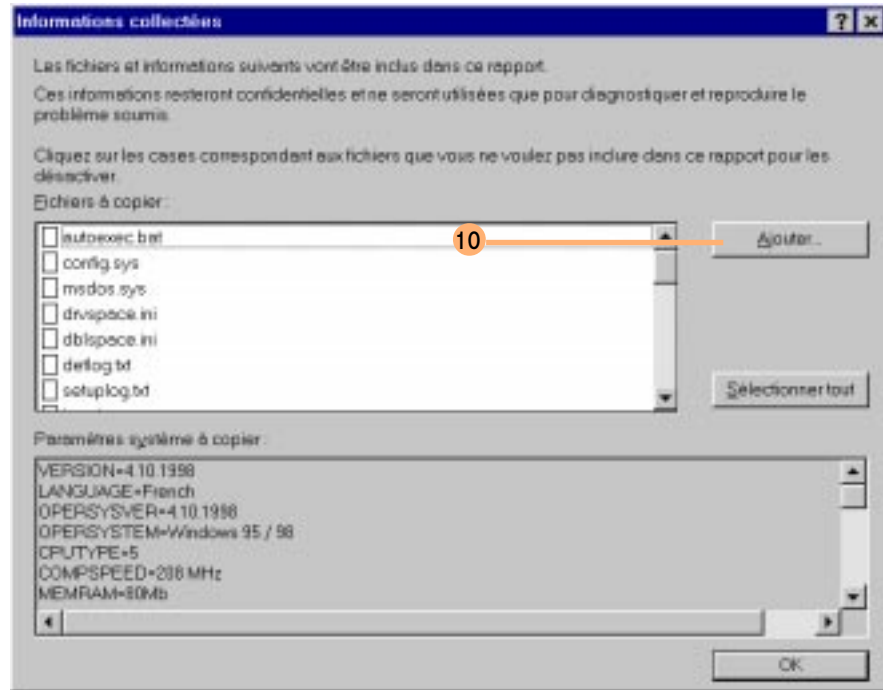 Informations collectées
Les fichiers et informations suivants vont être inclus dans ce rapport.
Ces informations resteront confidentielles et ne seront utilisées que pour diagnostiquer et reproduire le
problème soumis.
Cliquez sur les cases correspondant aux fichiers que vous ne voulez pas inclure dans ce rapport pour les
désactiver.
Fichiers à copier :
autoexec.bat
10
Ajouter...
config.sys
msdos.sys
drvspace.ini
dblspace.ini
detlog.txt
setuplog.txt
Sélectionner tout
Paramètres système à copier :
VERSION=4.10.1998
LANGUAGE=French
OPERSYSVER=4.10.1998
OPERSYSTEM=Windows 95 / 98
CPUTYPE=5
COMPSPEED=208 MHz
MEMRAM=80Mb
OK